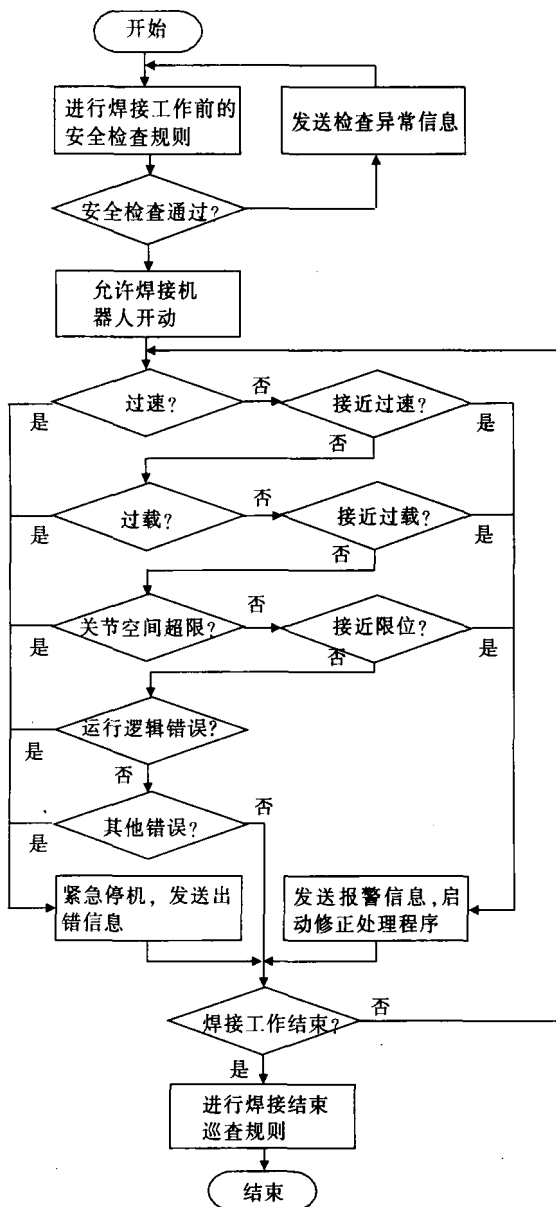 开始
进行焊接工作前的
安全检查规则
发送检查异常信息
安全检查通过？
允许焊接机
器人开动
过速？
否
接近过速？
是
是
否
过载？
否
接近过载？
是
是
否
关节空间超限？
否
接近限位？
是
是
否
运行逻辑错误？
是
否
其他错误？
否
是
紧急停机，发送出
错信息
发送报警信息，启
动修正处理程序
焊接工作结束？
否
是
进行焊接结束
巡查规则
结束